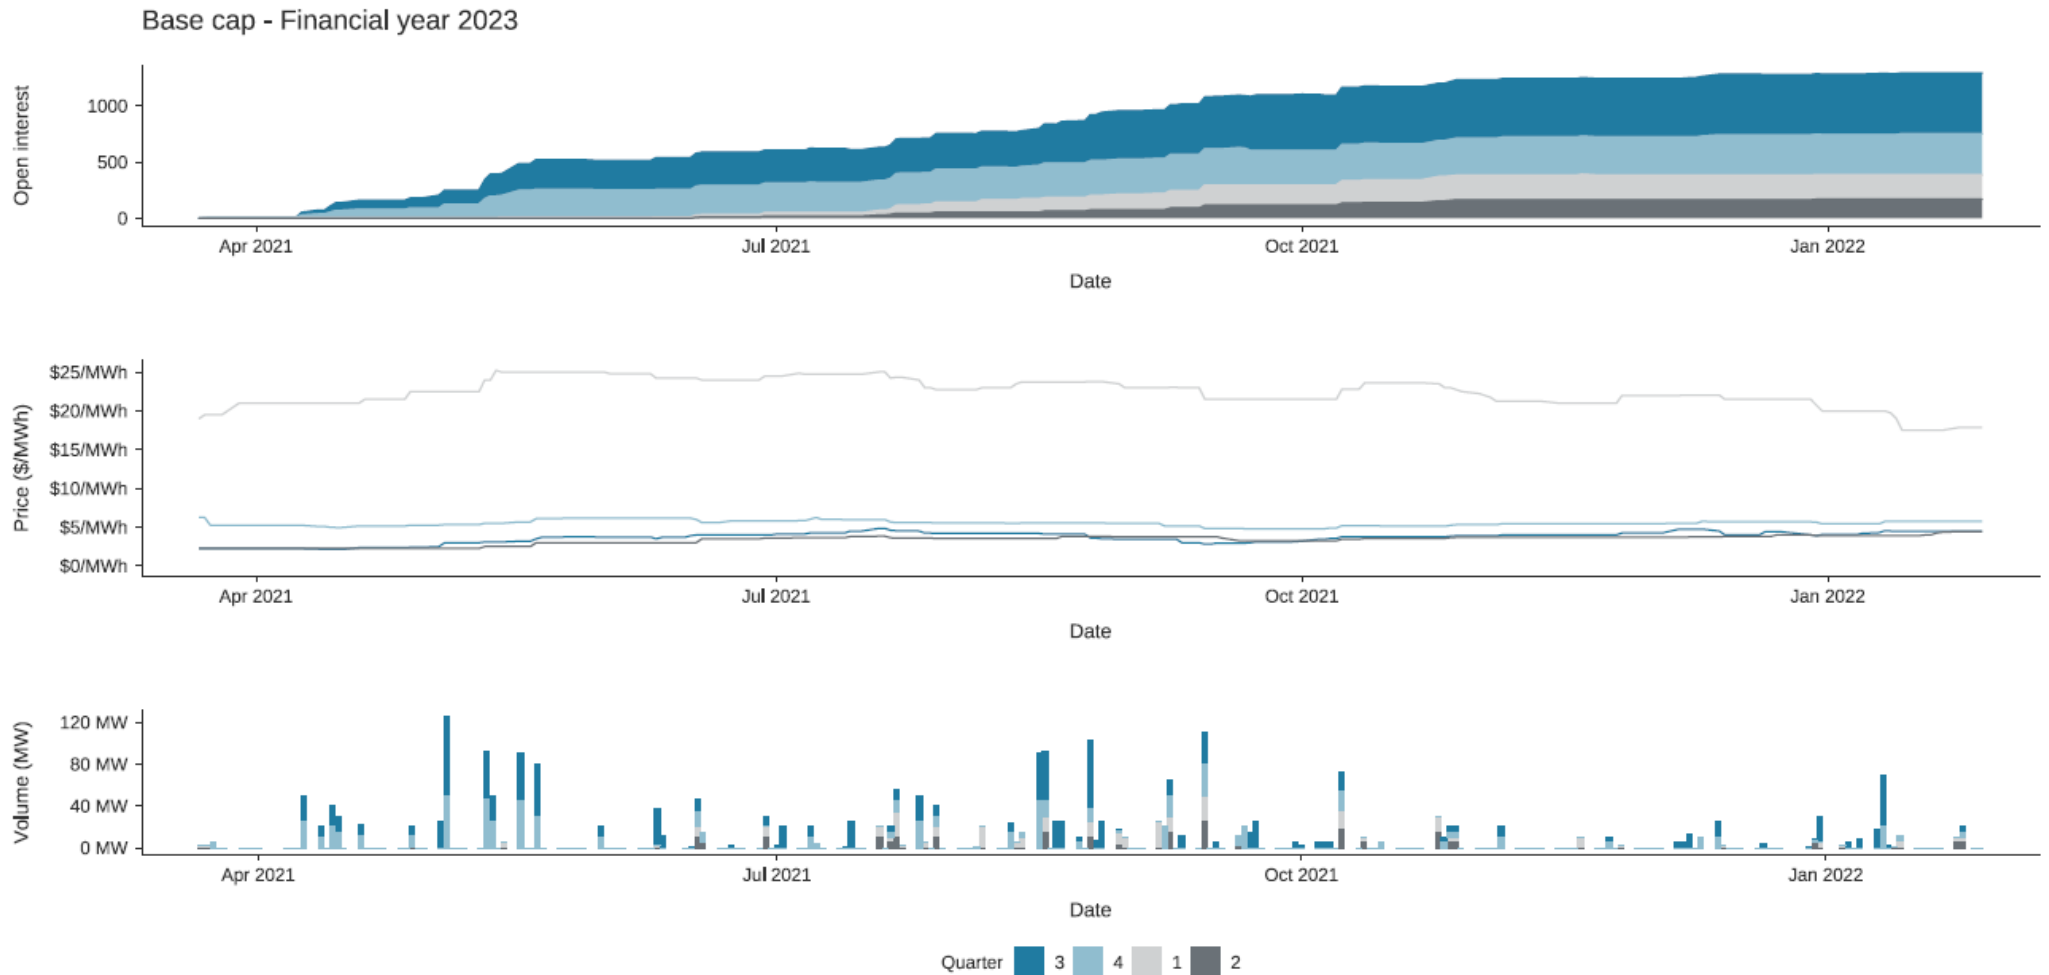 Base cap - Financial year 2023
Open interest
1000
500
0
Apr 2021 Jul 2021 Oct 2021 Jan 2022
Date
Price ($/MWh)
$25/MWh
$20/MWh
$15/MWh
$10/MWh
$5/MWh
$0/MWh
Apr 2021 Jul 2021 Oct 2021 Jan 2022
Date
Volume (MW)
120 MW
80 MW
40 MW
0 MW
Apr 2021 Jul 2021 Oct 2021 Jan 2022
Date
Quarter 3 4 1 2